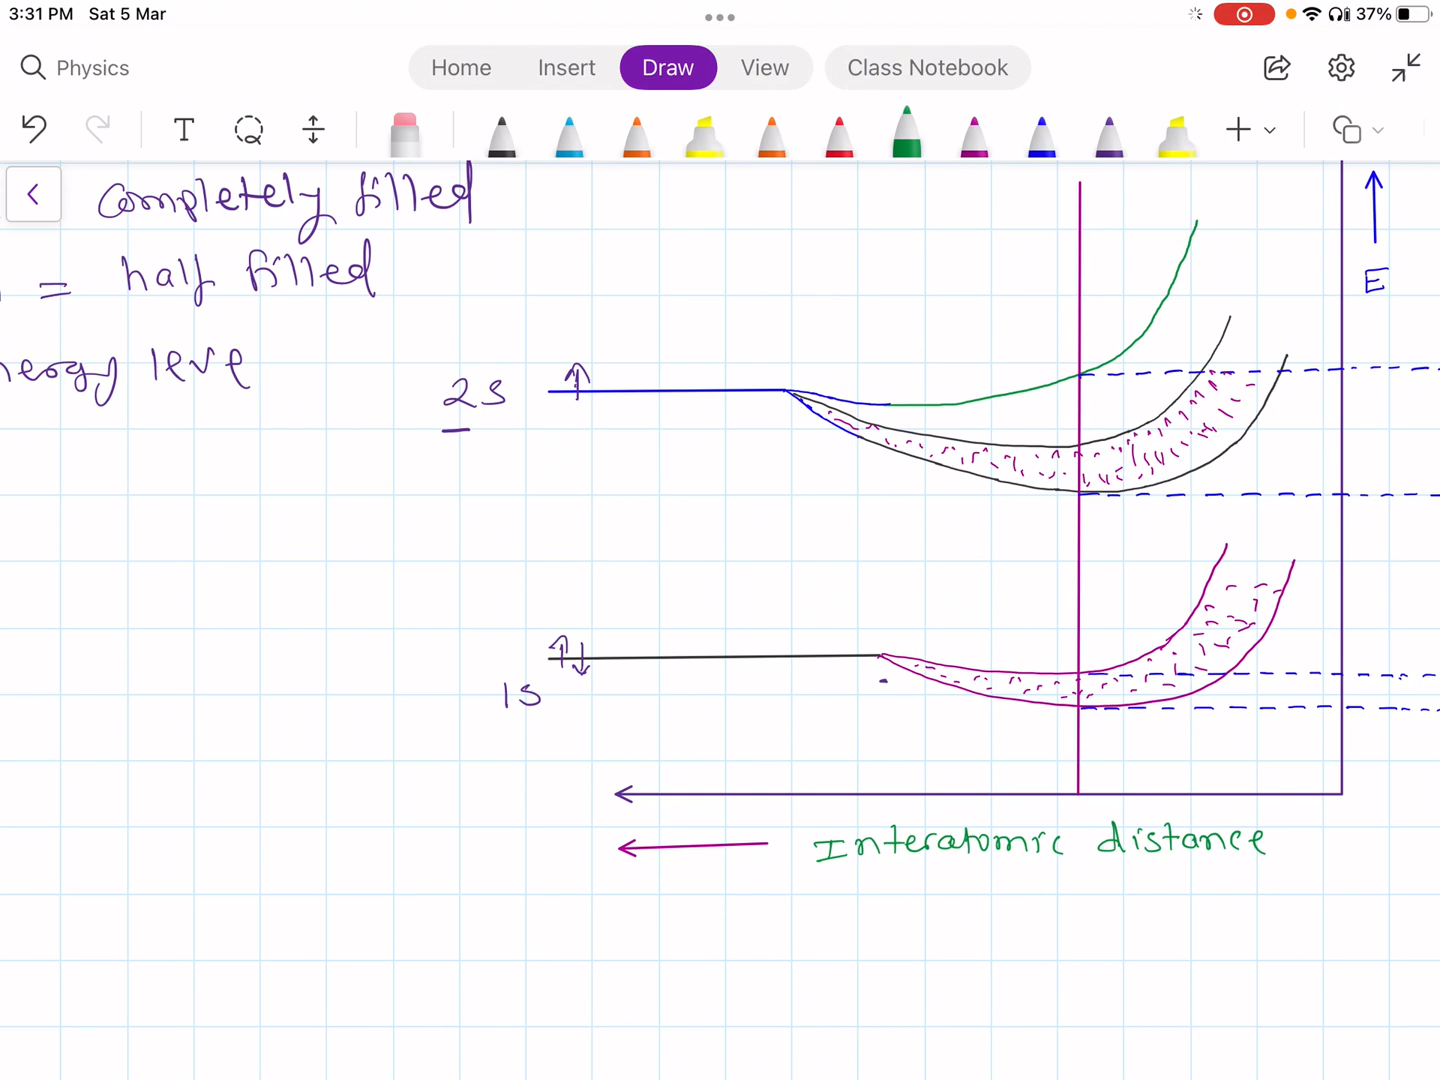 3:31 PM Sat 5 Mar
37%
Physics
Home Insert Draw View Class Notebook
T
completely filled
= half filled
leve
E
2s
1s
Interatomic distance